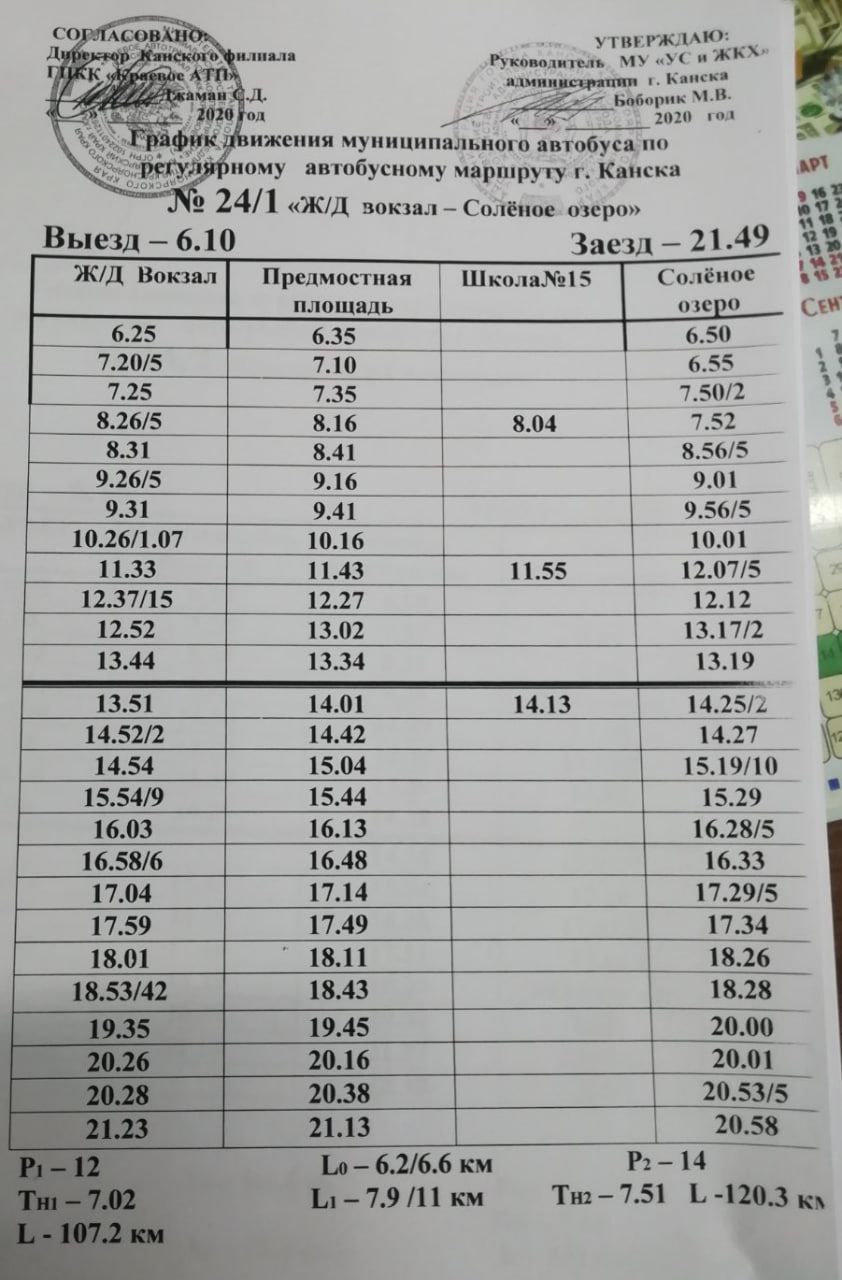 СОГЛАСОВАНО:
Директор Канского филиала
ГПКК «Краевое АТП»
Джаман С.Д.
« » 2020 год
УТВЕРЖДАЮ:
Руководитель МУ «УС и ЖКХ»
администрации г. Канска
Боборик М.В.
« » 2020 год
График движения муниципального автобуса по
регулярному автобусному маршруту г. Канска
№ 24/1 «Ж/Д вокзал – Солёное озеро»
Выезд – 6.10 Заезд – 21.49
Ж/Д Вокзал Предмостная Школа№15 Солёное
площадь озеро
6.25 6.35 6.50
7.20/5 7.10 6.55
7.25 7.35 7.50/2
8.26/5 8.16 8.04 7.52
8.31 8.41 8.56/5
9.26/5 9.16 9.01
9.31 9.41 9.56/5
10.26/1.07 10.16 10.01
11.33 11.43 11.55 12.07/5
12.37/15 12.27 12.12
12.52 13.02 13.17/2
13.44 13.34 13.19
13.51 14.01 14.13 14.25/2
14.52/2 14.42 14.27
14.54 15.04 15.19/10
15.54/9 15.44 15.29
16.03 16.13 16.28/5
16.58/6 16.48 16.33
17.04 17.14 17.29/5
17.59 17.49 17.34
18.01 18.11 18.26
18.53/42 18.43 18.28
19.35 19.45 20.00
20.26 20.16 20.01
20.28 20.38 20.53/5
21.23 21.13 20.58
Р1 – 12 L0 – 6.2/6.6 км Р2 – 14
Тн1 – 7.02 L1 – 7.9 /11 км Тн2 – 7.51 L -120.3 км
L - 107.2 км